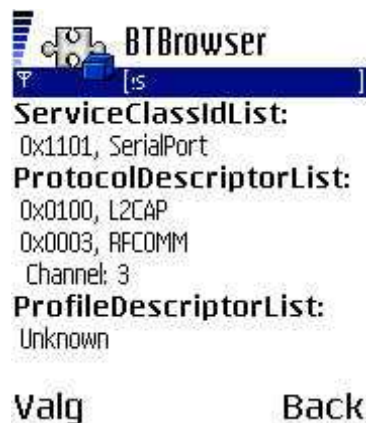 BTBrowser
ServiceClassIdList:
0x1101, SerialPort
ProtocolDescriptorList:
0x0100, L2CAP
0x0003, RFCOMM
Channel: 3
ProfileDescriptorList:
Unknown
Valg Back